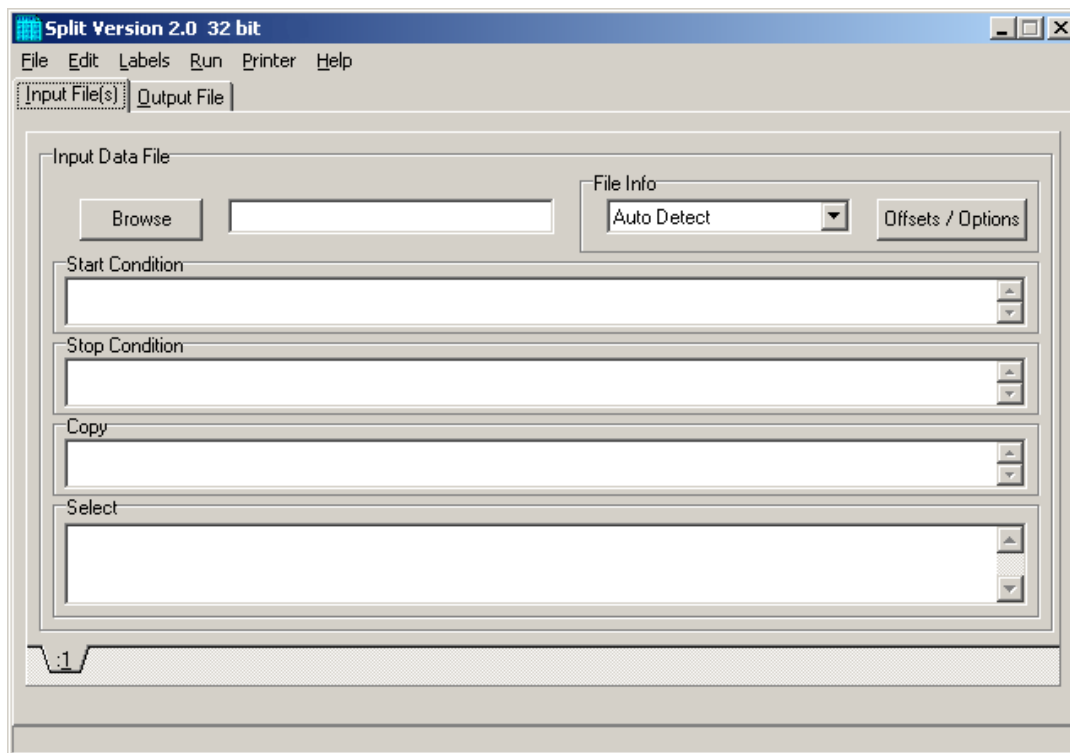 Split Version 2.0 32 bit
File Edit Labels Run Printer Help
Input File(s) Output File
Input Data File
File Info
Browse Auto Detect Offsets / Options
Start Condition
Stop Condition
Copy
Select
:1